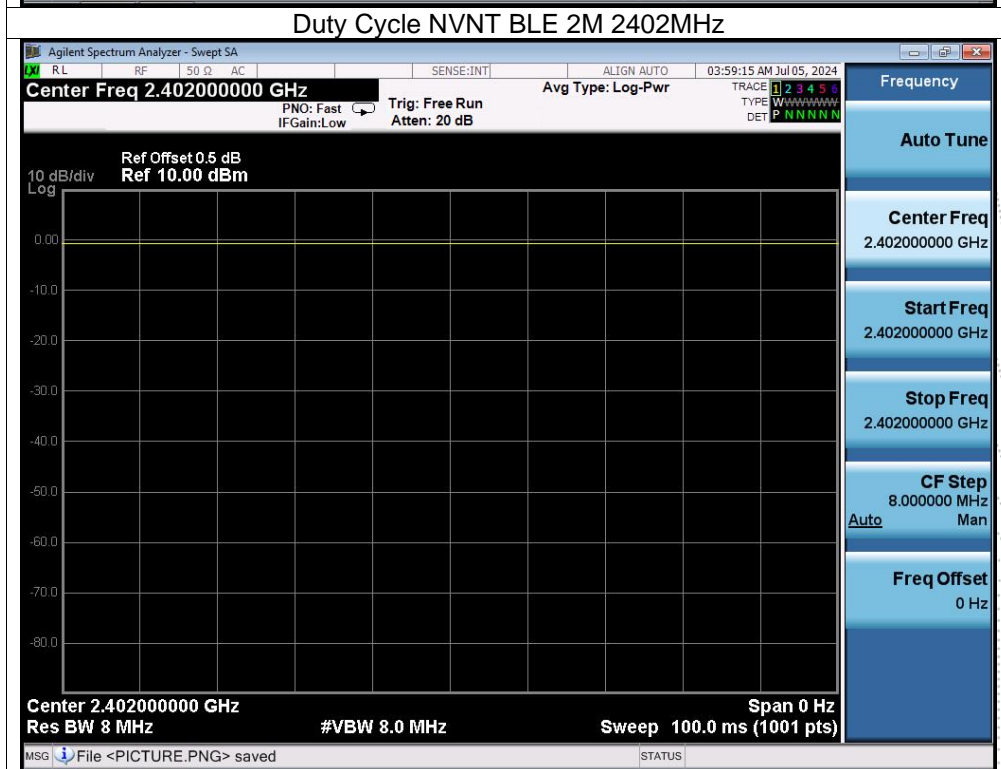 Duty Cycle NVNT BLE 2M 2402MHz
Agilent Spectrum Analyzer - Swept SA
LXI RL RF 50 Ω AC SENSE:INT ALIGN AUTO 03:59:15 AM Jul 05, 2024
Center Freq 2.402000000 GHz
PNO: Fast
IFGain:Low
Trig: Free Run
Atten: 20 dB
Avg Type: Log-Pwr
TRACE 1 2 3 4 5 6
TYPE WWWWWW
DET P N N N N N
Ref Offset 0.5 dB
10 dB/div Ref 10.00 dBm
Log
0.00
-10.0
-20.0
-30.0
-40.0
-50.0
-60.0
-70.0
-80.0
Center 2.402000000 GHz Span 0 Hz
Res BW 8 MHz #VBW 8.0 MHz Sweep 100.0 ms (1001 pts)
MSG File <PICTURE.PNG> saved STATUS
Frequency
Auto Tune
Center Freq
2.402000000 GHz
Start Freq
2.402000000 GHz
Stop Freq
2.402000000 GHz
CF Step
8.000000 MHz
Auto Man
Freq Offset
0 Hz